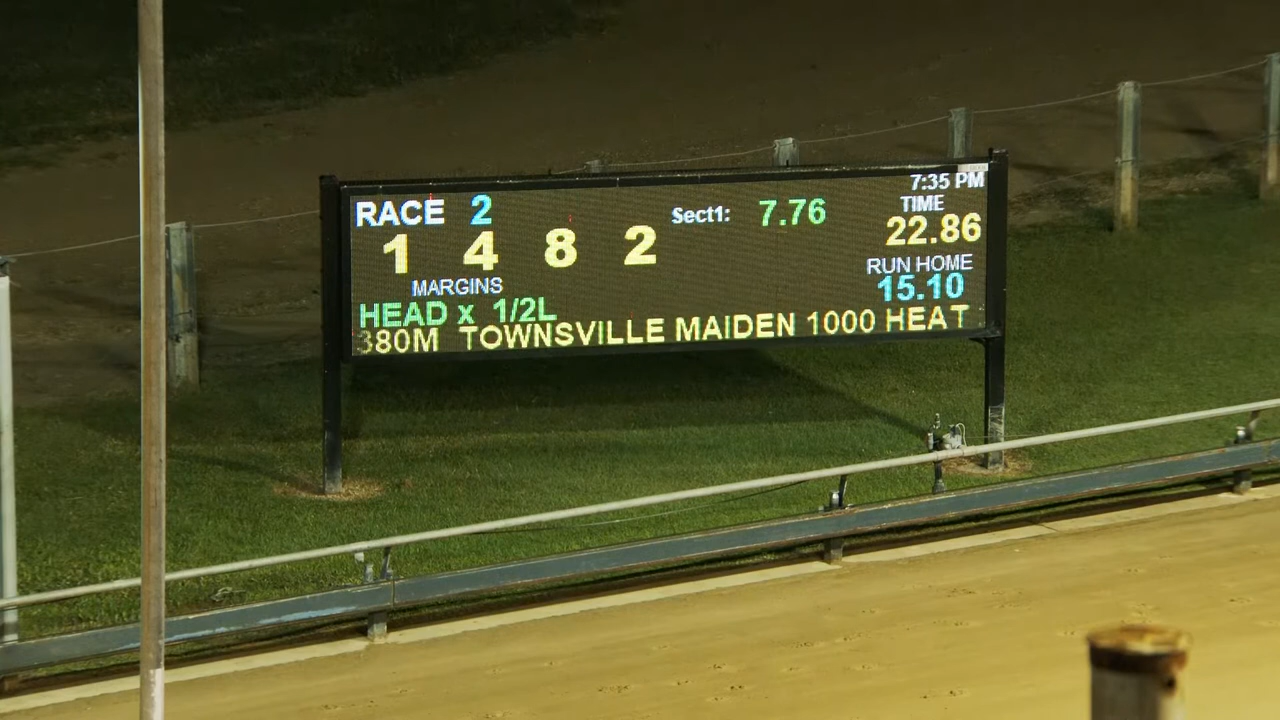 7:35 PM
RACE 2 Sect1: 7.76 TIME
1 4 8 2 22.86
MARGINS RUN HOME
HEAD x 1/2L 15.10
380M TOWNSVILLE MAIDEN 1000 HEAT